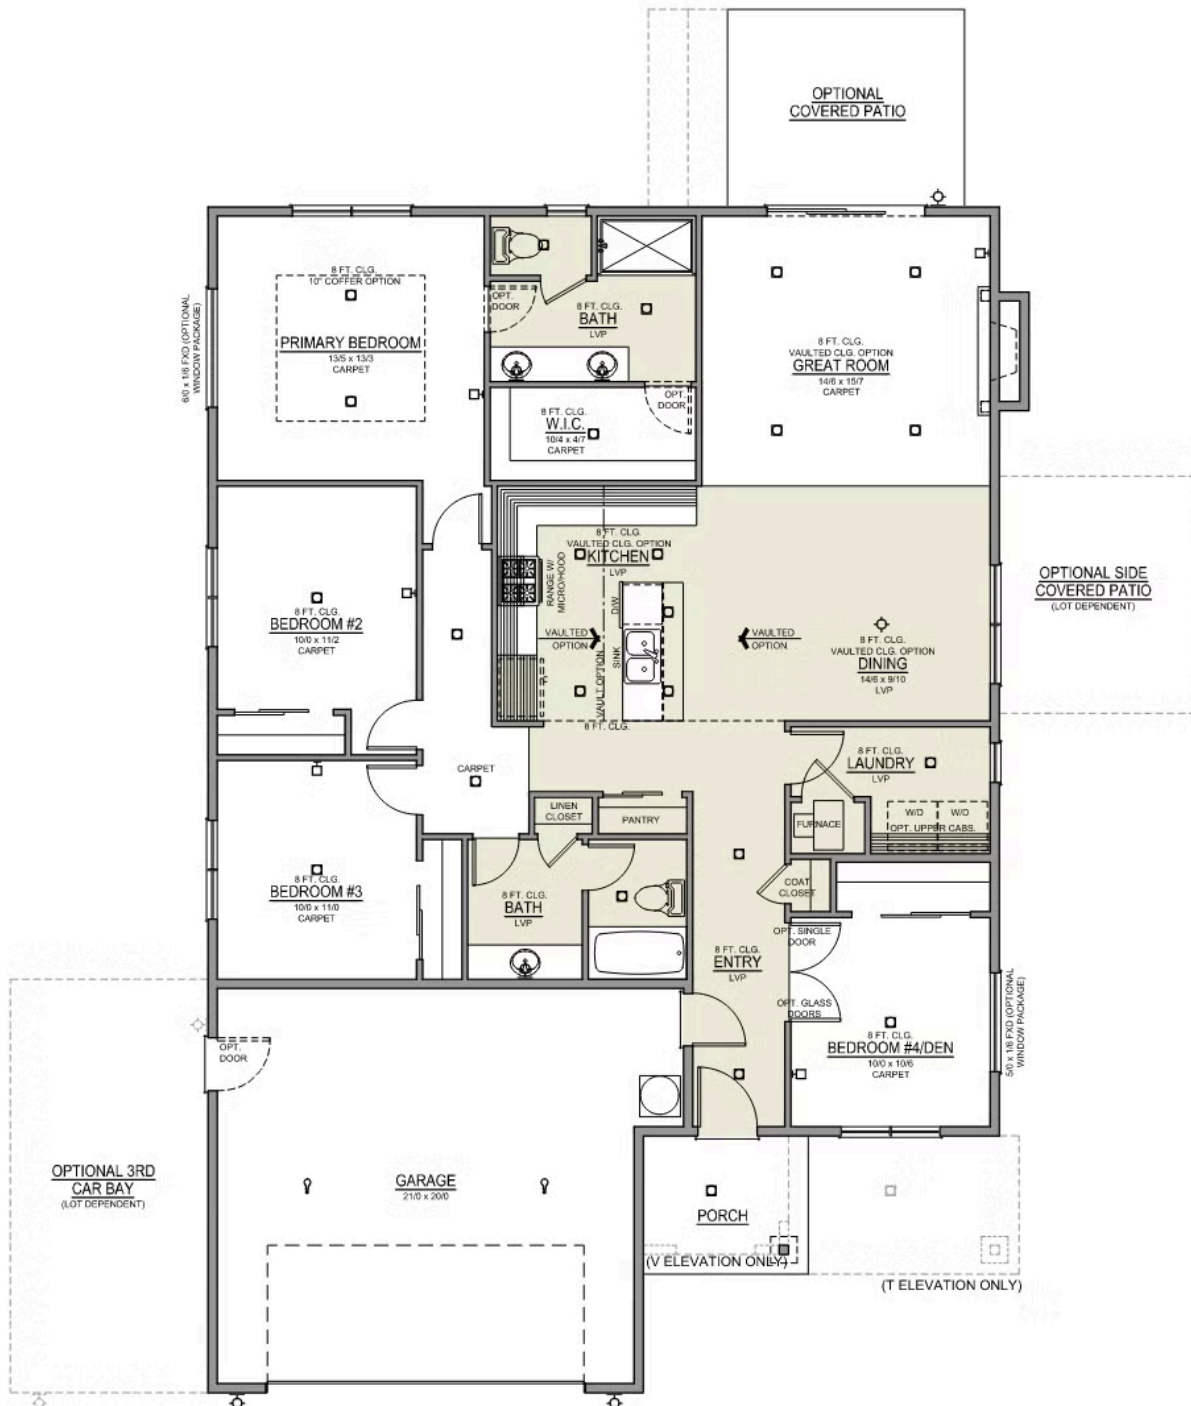 OPTIONAL
COVERED PATIO
8 FT. CLG.
10" COFFER OPTION
PRIMARY BEDROOM
13/5 x 13/3
CARPET
6/0 x 1/6 FXD (OPTIONAL
WINDOW PACKAGE)
OPT.
DOOR
8 FT. CLG.
BATH
LVP
OPT.
DOOR
8 FT. CLG.
W.I.C.
10/4 x 4/7
CARPET
8 FT. CLG.
VAULTED CLG. OPTION
GREAT ROOM
14/6 x 15/7
CARPET
8 FT. CLG.
VAULTED CLG. OPTION
KITCHEN
LVP
RANGE W/
MICRO/HOOD
D/W
SINK
VAULTED
OPTION
VAULT OPTION
VAULTED
OPTION
8 FT. CLG.
8 FT. CLG.
VAULTED CLG. OPTION
DINING
14/6 x 9/10
LVP
OPTIONAL SIDE
COVERED PATIO
(LOT DEPENDENT)
8 FT. CLG.
BEDROOM #2
10/0 x 11/2
CARPET
CARPET
8 FT. CLG.
LAUNDRY
LVP
W/D
W/D
OPT. UPPER CABS.
FURNACE
LINEN
CLOSET
PANTRY
8 FT. CLG.
BEDROOM #3
10/0 x 11/0
CARPET
8 FT. CLG.
BATH
LVP
COAT
CLOSET
8 FT. CLG.
ENTRY
LVP
OPT. SINGLE
DOOR
OPT. GLASS
DOORS
8 FT. CLG.
BEDROOM #4/DEN
10/0 x 10/6
CARPET
5/0 x 1/6 FXD (OPTIONAL
WINDOW PACKAGE)
OPT.
DOOR
OPTIONAL 3RD
CAR BAY
(LOT DEPENDENT)
GARAGE
21/0 x 20/0
PORCH
(V ELEVATION ONLY)
(T ELEVATION ONLY)